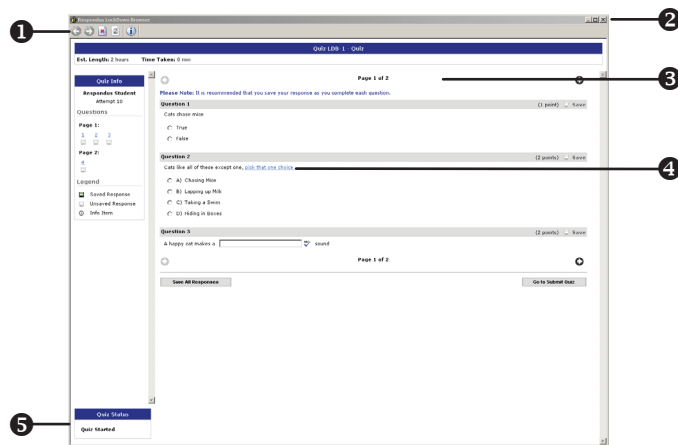 Respondus LockDown Browser
1
2
Quiz LDB-1 - Quiz
Est. Length: 2 hours Time Taken: 0 min
Quiz Info
Respondus Student
Attempt 10
Questions
Page 1:
1 2 3
Page 2:
4
Legend
Saved Response
Unsaved Response
Info Item
Page 1 of 2
3
Please Note: It is recommended that you save your response as you complete each question.
Question 1 (1 point) Save
Cats chase mice
True
False
Question 2 (2 points) Save
Cats like all of these except one, pick that one choice
4
A) Chasing Mice
B) Lapping up Milk
C) Taking a Swim
D) Hiding in Boxes
Question 3 (2 points) Save
A happy cat makes a sound
Page 1 of 2
Save All Responses Go to Submit Quiz
5
Quiz Status
Quiz Started